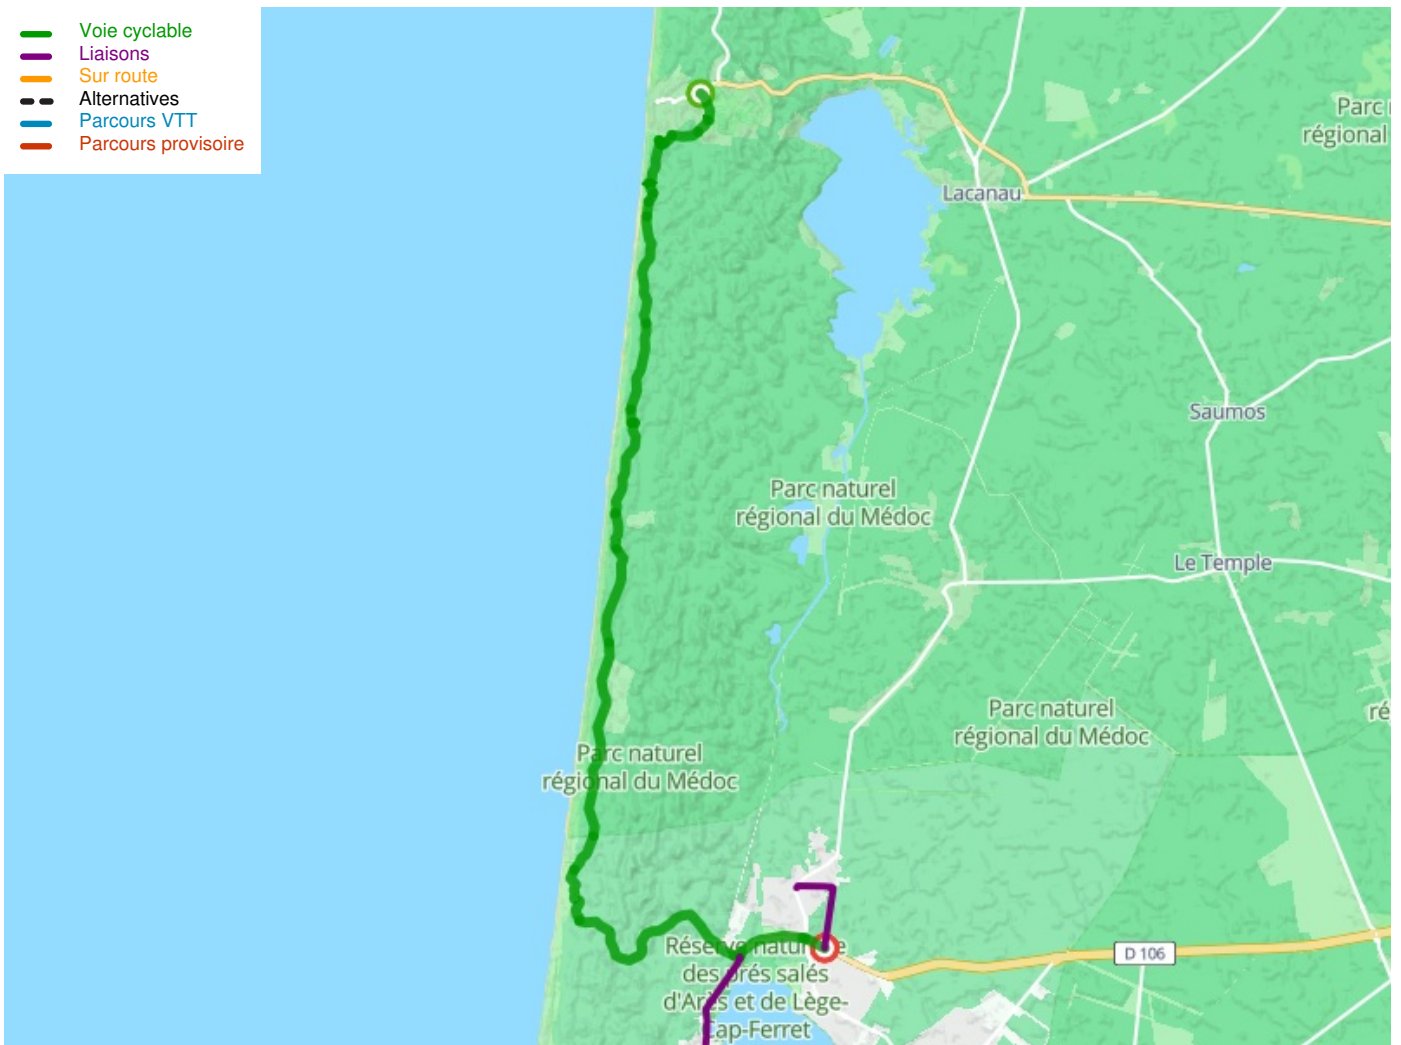 Voie cyclable
Liaisons
Sur route
Alternatives
Parcours VTT
Parcours provisoire
Parc
régional
Lacanau
Saumos
Parc naturel
régional du Médoc
Le Temple
Parc naturel
régional du Médoc
ré
Parc naturel
régional du Médoc
Réserve naturelle
des prés salés
d'Arès et de Lège-
Cap-Ferret
D 106